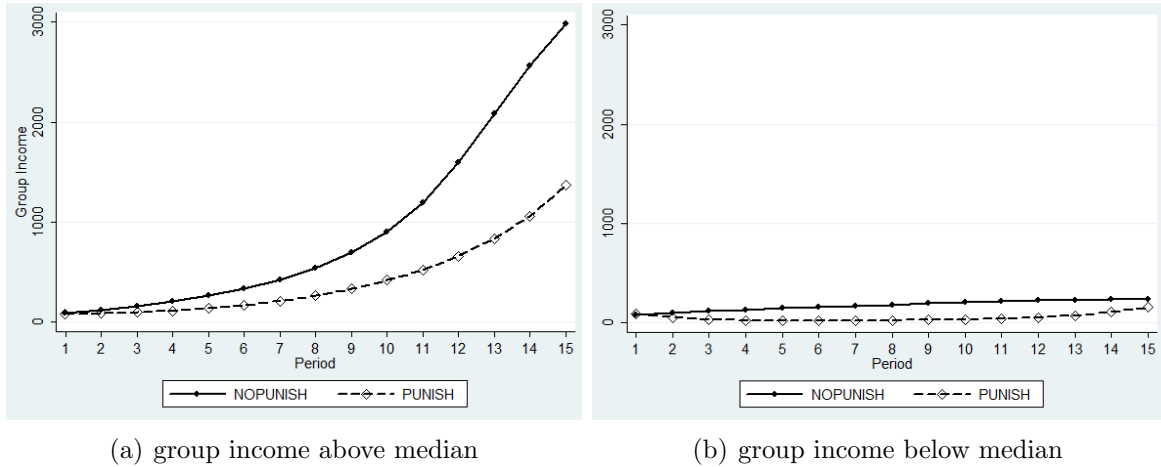 Group Income
3000
2000
1000
0
1 2 3 4 5 6 7 8 9 10 11 12 13 14 15
Period
NOPUNISH PUNISH
(a) group income above median
3000
2000
1000
0
1 2 3 4 5 6 7 8 9 10 11 12 13 14 15
Period
NOPUNISH PUNISH
(b) group income below median